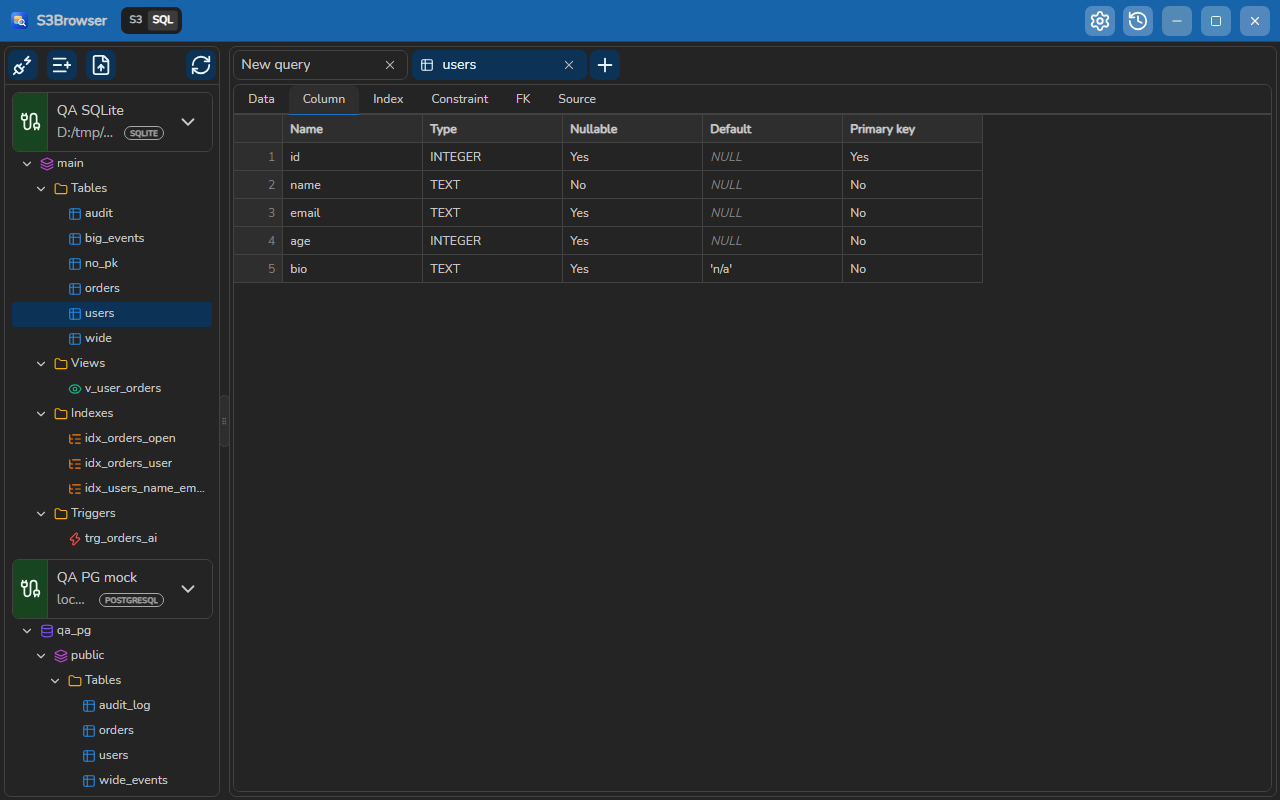 S3Browser S3 SQL
New query
users
QA SQLite
D:/tmp/... SQLITE
main
Tables
audit
big_events
no_pk
orders
users
wide
Views
v_user_orders
Indexes
idx_orders_open
idx_orders_user
idx_users_name_em...
Triggers
trg_orders_ai
QA PG mock
loc... POSTGRESQL
qa_pg
public
Tables
audit_log
orders
users
wide_events
Data Column Index Constraint FK Source
Name Type Nullable Default Primary key
1 id INTEGER Yes NULL Yes
2 name TEXT No NULL No
3 email TEXT Yes NULL No
4 age INTEGER Yes NULL No
5 bio TEXT Yes 'n/a' No